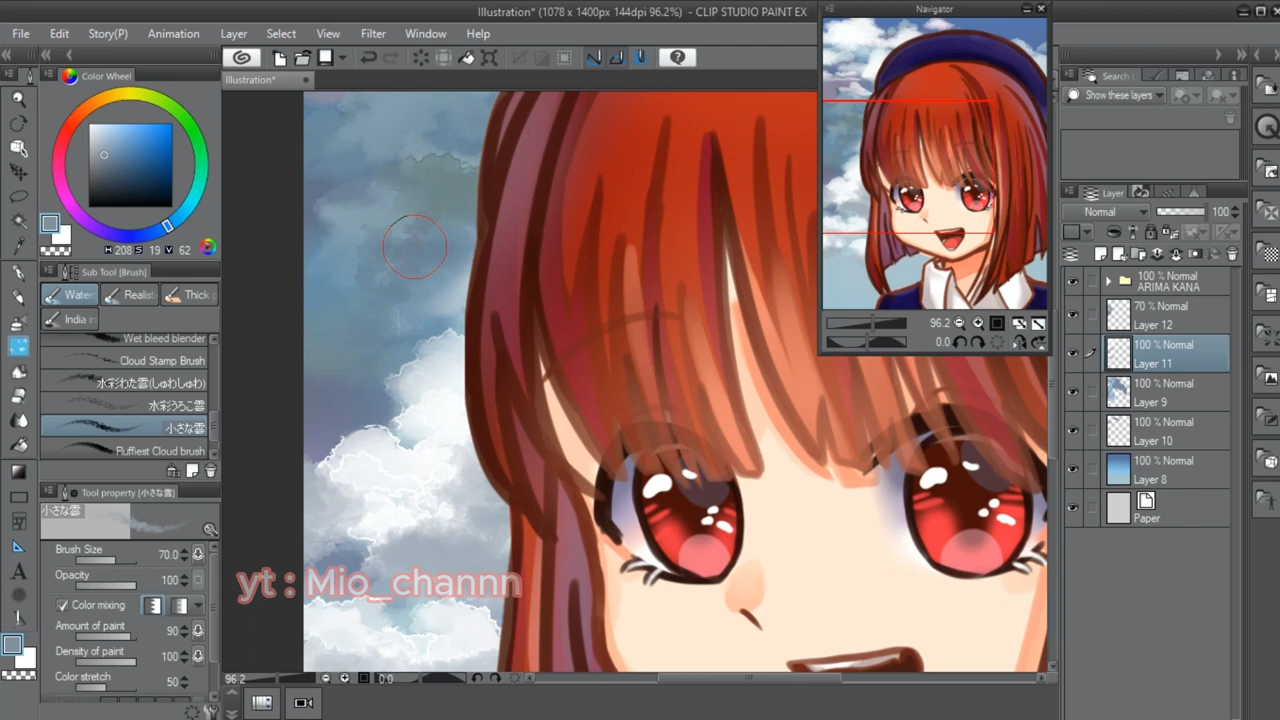 Illustration* (1078 x 1400px 144dpi 96.2%) - CLIP STUDIO PAINT EX
Navigator
File Edit Story(P) Animation Layer Select View Filter Window Help
Color Wheel
Illustration*
Search
Show these layers
H 208 S 19 V 62
Sub Tool [Brush]
Water
Realist
Thick
India in
Wet bleed blender
Cloud Stamp Brush
水彩わた雲(しゅわしゅわ)
水彩うろこ雲
小さな雲
Fluffiest Cloud brush
Tool property [小さな雲]
小さな雲
Brush Size 70.0
Opacity 100
Color mixing
Amount of paint 90
Density of paint 100
Color stretch 50
yt : Mio_channn
96.2 0.0
96.2
0.0
Layer
Normal 100
100 % Normal
ARIMA KANA
70 % Normal
Layer 12
100 % Normal
Layer 11
100 % Normal
Layer 9
100 % Normal
Layer 10
100 % Normal
Layer 8
Paper